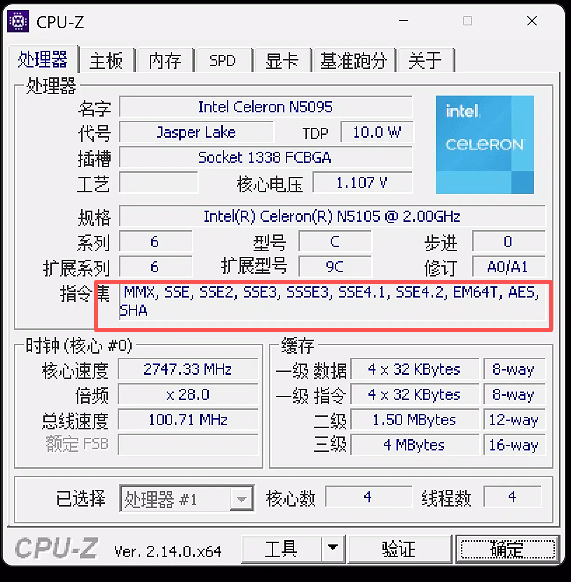 CPU-Z
处理器 主板 内存 SPD 显卡 基准跑分 关于
处理器
名字 Intel Celeron N5095
代号 Jasper Lake TDP 10.0 W
插槽 Socket 1338 FCBGA
工艺 核心电压 1.107 V
intel
CELERON
规格 Intel(R) Celeron(R) N5105 @ 2.00GHz
系列 6 型号 C 步进 0
扩展系列 6 扩展型号 9C 修订 A0/A1
指令集 MMX, SSE, SSE2, SSE3, SSSE3, SSE4.1, SSE4.2, EM64T, AES,
SHA
时钟 (核心 #0) 缓存
核心速度 2747.33 MHz 一级 数据 4 x 32 KBytes 8-way
倍频 x 28.0 一级 指令 4 x 32 KBytes 8-way
总线速度 100.71 MHz 二级 1.50 MBytes 12-way
额定 FSB 三级 4 MBytes 16-way
已选择 处理器 #1 核心数 4 线程数 4
CPU-Z Ver. 2.14.0.x64 工具 验证 确定